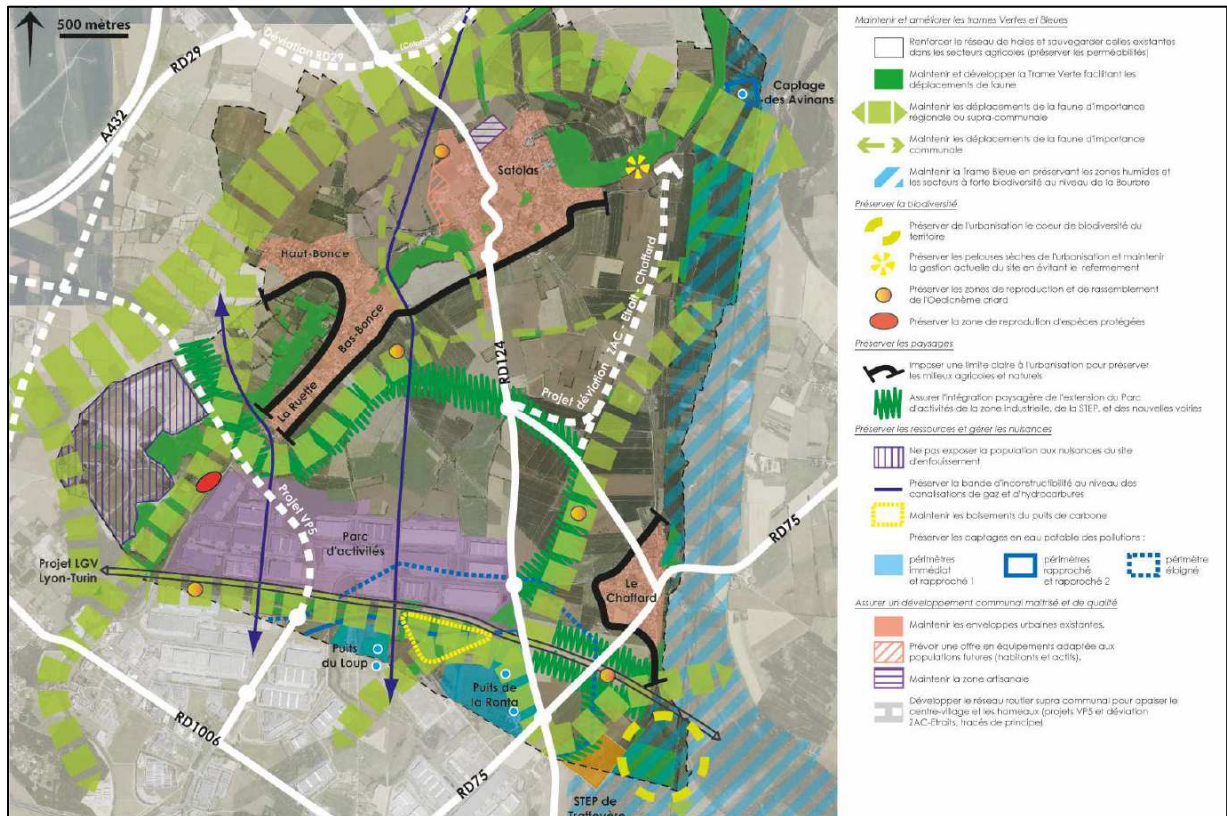 500 mètres
RD29
Déviation RD29
A432
Captage
des Avinans
Satolas
Haut-Bonce
Bas-Bonce
La Ruette
RD124
Projet déviation ZAC - Etrait - Chaffard
Projet VP5
Parc
d'activités
Projet LGV
Lyon-Turin
RD75
Le
Chaffard
Puits
du Loup
Puits de
la Ronta
RD1006
RD75
STEP de
Traffeyère
Maintenir et améliorer les trames Vertes et Bleues
Renforcer le réseau de haies et sauvegarder celles existantes
dans les secteurs agricoles (préserver les perméabilités)
Maintenir et développer la Trame Verte facilitant les
déplacements de faune
Maintenir les déplacements de la faune d'importance
régionale ou supra-communale
Maintenir les déplacements de la faune d'importance
communale
Maintenir la Trame Bleue en préservant les zones humides et
les secteurs à forte biodiversité au niveau de la Bourbre
Préserver la biodiversité
Préserver de l'urbanisation le coeur de biodiversité du
territoire
Préserver les pelouses sèches de l'urbanisation et maintenir
la gestion actuelle du site en évitant le refermement
Préserver les zones de reproduction et de rassemblement
de l'Oedicnème criard
Préserver la zone de reprodution d'espèces protégées
Préserver les paysages
Imposer une limite claire à l'urbanisation pour préserver
les milieux agricoles et naturels
Assurer l'intégration paysagère de l'extension du Parc
d'activités de la zone industrielle, de la STEP, et des nouvelles voiries
Préserver les ressources et gérer les nuisances
Ne pas exposer la population aux nuisances du site
d'enfouissement
Préserver la bande d'inconstructibilité au niveau des
canalisations de gaz et d'hydrocarbures
Maintenir les boisements du puits de carbone
Préserver les captages en eau potable des pollutions :
périmètres
immédiat
et rapproché 1
périmètres
rapproché
et rapproché 2
périmètre
éloigné
Assurer un développement communal maîtrisé et de qualité
Maintenir les enveloppes urbaines existantes.
Prévoir une offre en équipements adaptée aux
populations futures (habitants et actifs).
Maintenir la zone artisanale
Développer le réseau routier supra communal pour apaiser le
centre-village et les hameaux (projets VP5 et déviation
ZAC-Etraits, tracés de principe)